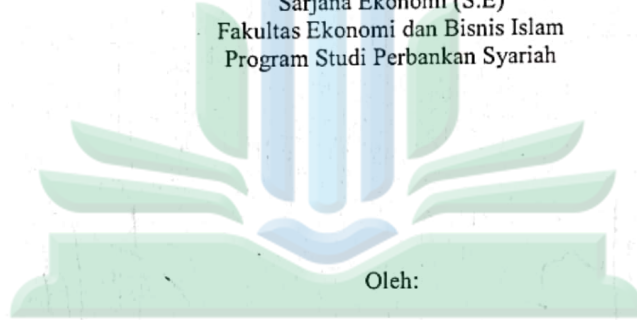 Sarjana Ekonomi (S.E)
Fakultas Ekonomi dan Bisnis Islam
Program Studi Perbankan Syariah
Oleh: